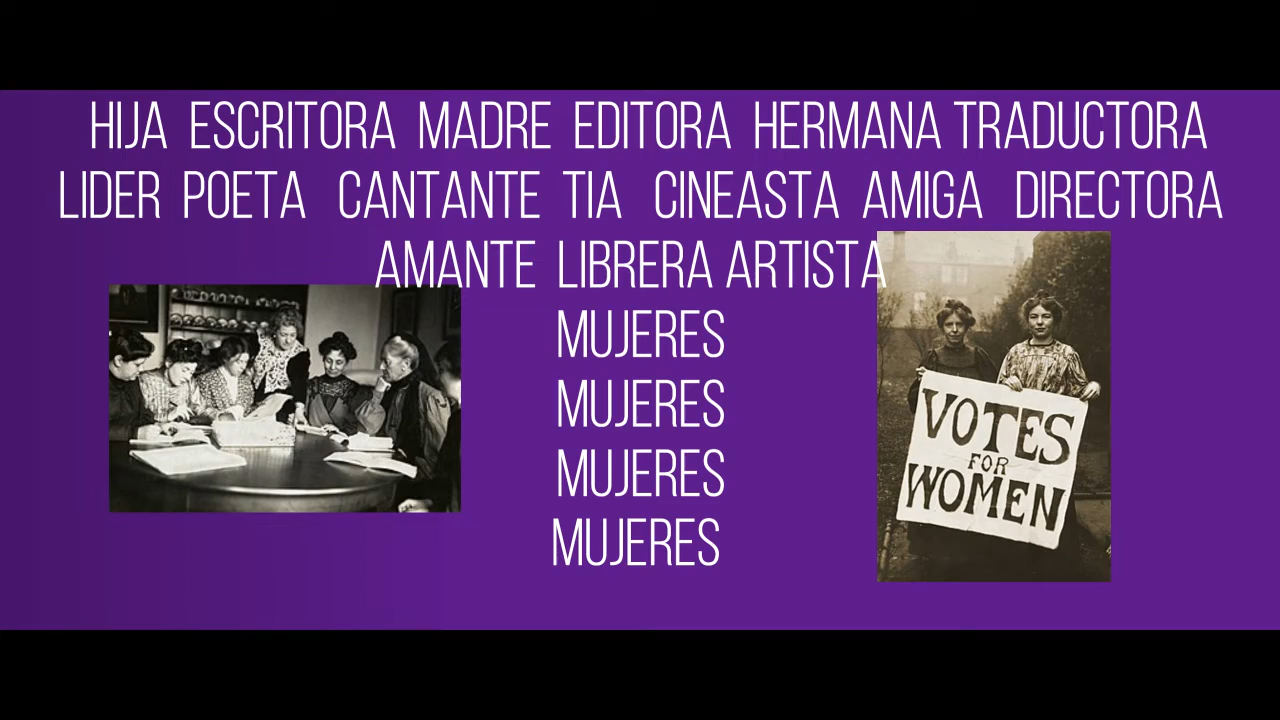 HIJA ESCRITORA MADRE EDITORA HERMANA TRADUCTORA
LIDER POETA CANTANTE TIA CINEASTA AMIGA DIRECTORA
AMANTE LIBRERA ARTISTA
MUJERES
MUJERES
MUJERES
MUJERES
VOTES
FOR
WOMEN